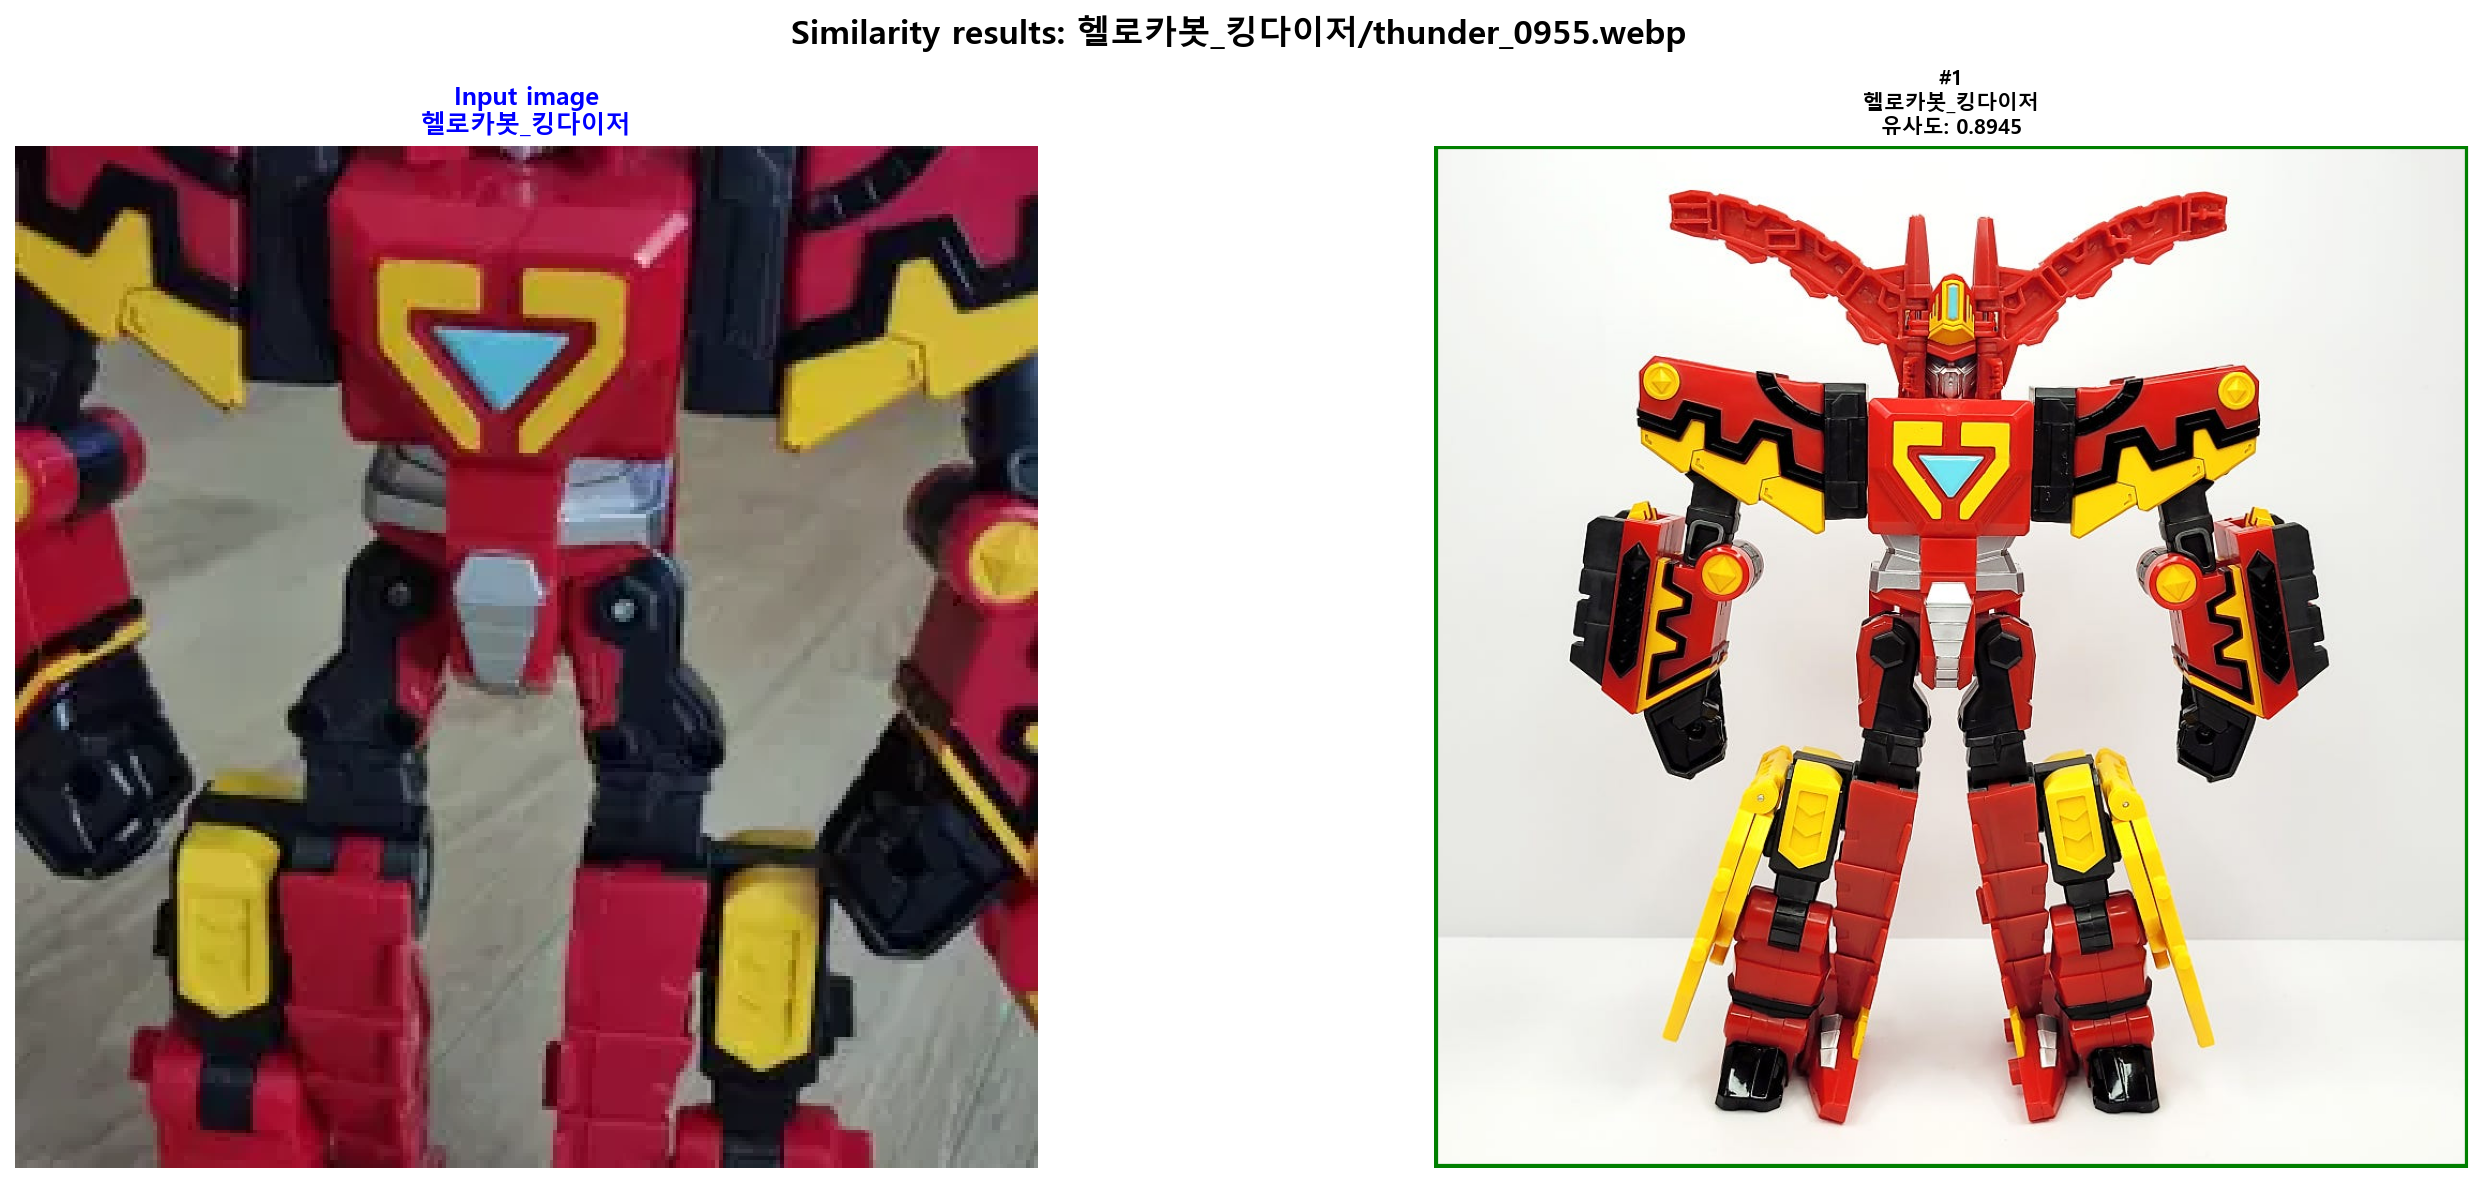 Similarity results: 헬로카봇_킹다이저/thunder_0955.webp
Input image
헬로카봇_킹다이저
#1
헬로카봇_킹다이저
유사도: 0.8945